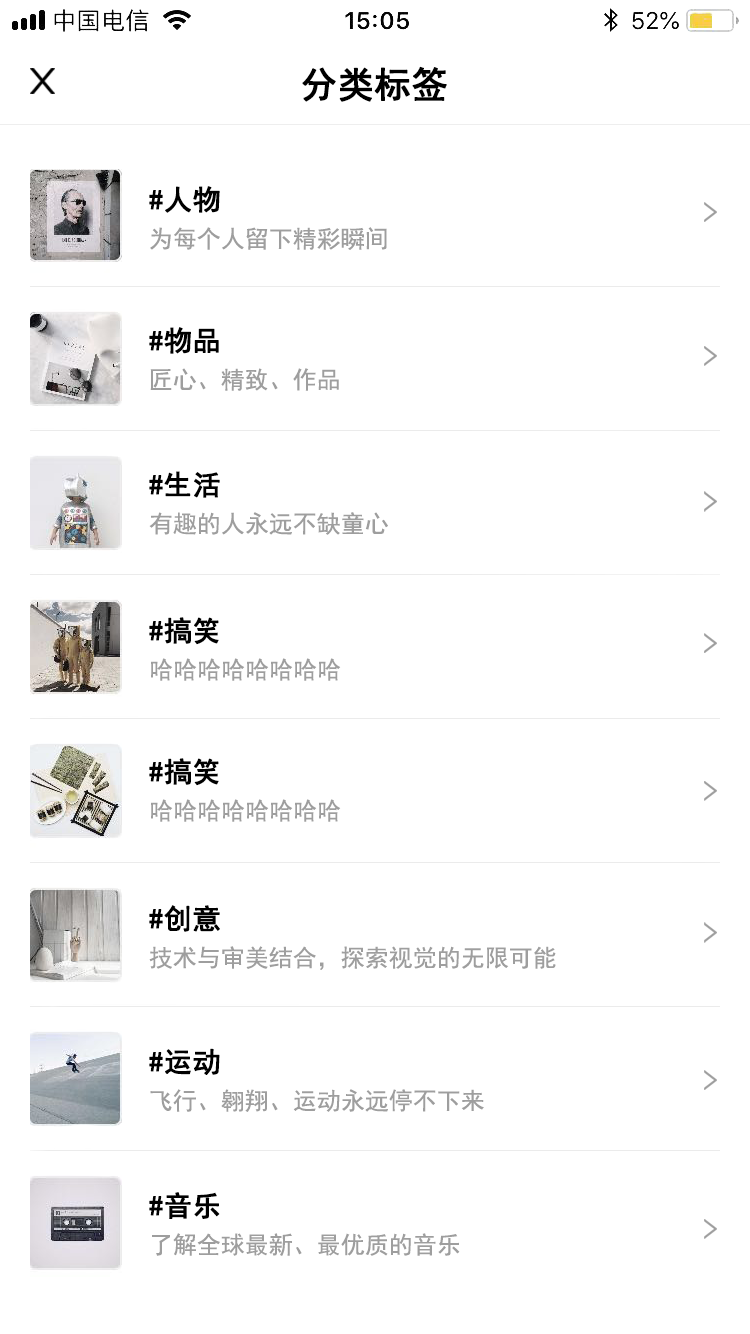 中国电信 15:05 52%
X 分类标签
#人物
为每个人留下精彩瞬间
#物品
匠心、精致、作品
#生活
有趣的人永远不缺童心
#搞笑
哈哈哈哈哈哈哈哈
#搞笑
哈哈哈哈哈哈哈哈
#创意
技术与审美结合，探索视觉的无限可能
#运动
飞行、翱翔、运动永远停不下来
#音乐
了解全球最新、最优质的音乐